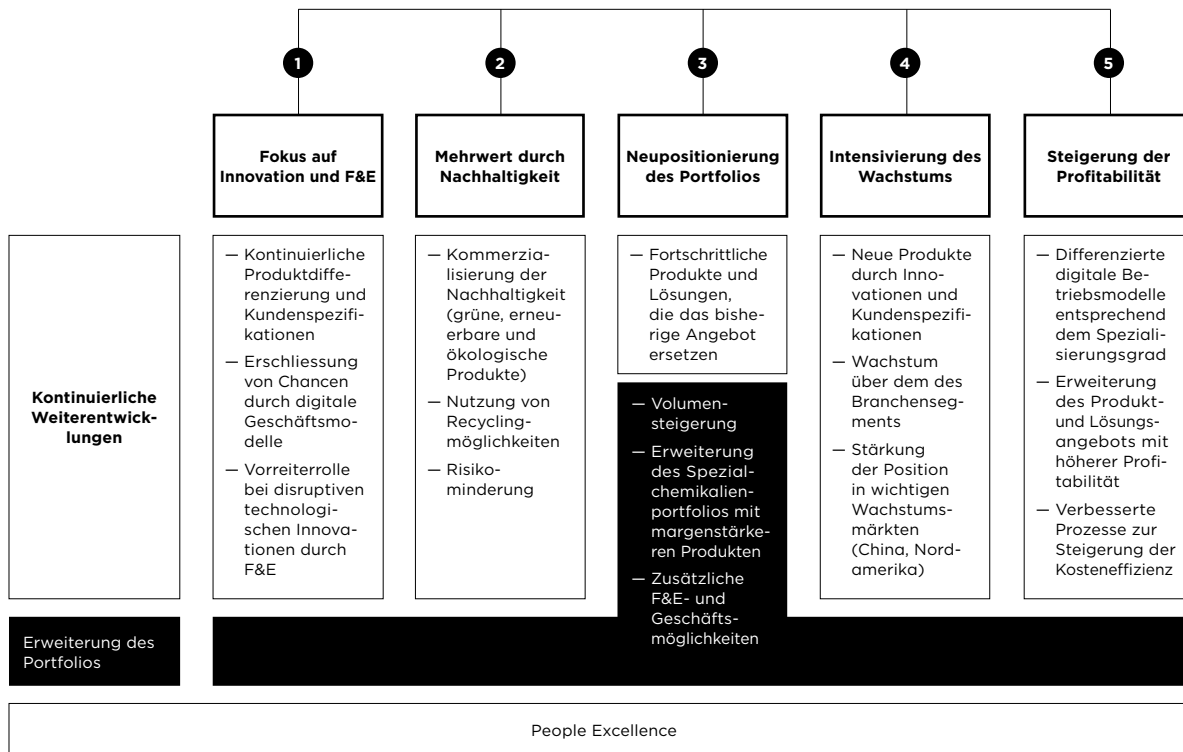 1
2
3
4
5
Fokus auf
Innovation und F&E
Mehrwert durch
Nachhaltigkeit
Neupositionierung
des Portfolios
Intensivierung des
Wachstums
Steigerung der
Profitabilität
Kontinuierliche
Weiterentwick-
lungen
— Kontinuierliche
Produktdiffe-
renzierung und
Kundenspezifi-
kationen
— Erschliessung
von Chancen
durch digitale
Geschäftsmo-
delle
— Vorreiterrolle
bei disruptiven
technologi-
schen Innova-
tionen durch
F&E
— Kommerzia-
lisierung der
Nachhaltigkeit
(grüne, erneu-
erbare und
ökologische
Produkte)
— Nutzung von
Recycling-
möglichkeiten
— Risiko-
minderung
— Fortschrittliche
Produkte und
Lösungen,
die das bishe-
rige Angebot
ersetzen
— Volumen-
steigerung
— Erweiterung
des Spezial-
chemikalien-
portfolios mit
margenstärke-
ren Produkten
— Zusätzliche
F&E- und
Geschäfts-
möglichkeiten
— Neue Produkte
durch Inno-
vationen und
Kundenspezifi-
kationen
— Wachstum
über dem des
Branchenseg-
ments
— Stärkung
der Position
in wichtigen
Wachstums-
märkten
(China, Nord-
amerika)
— Differenzierte
digitale Be-
triebsmodelle
entsprechend
dem Speziali-
sierungsgrad
— Erweiterung
des Produkt-
und Lösungs-
angebots mit
höherer Profi-
tabilität
— Verbesserte
Prozesse zur
Steigerung der
Kosteneffizienz
Erweiterung des
Portfolios
People Excellence